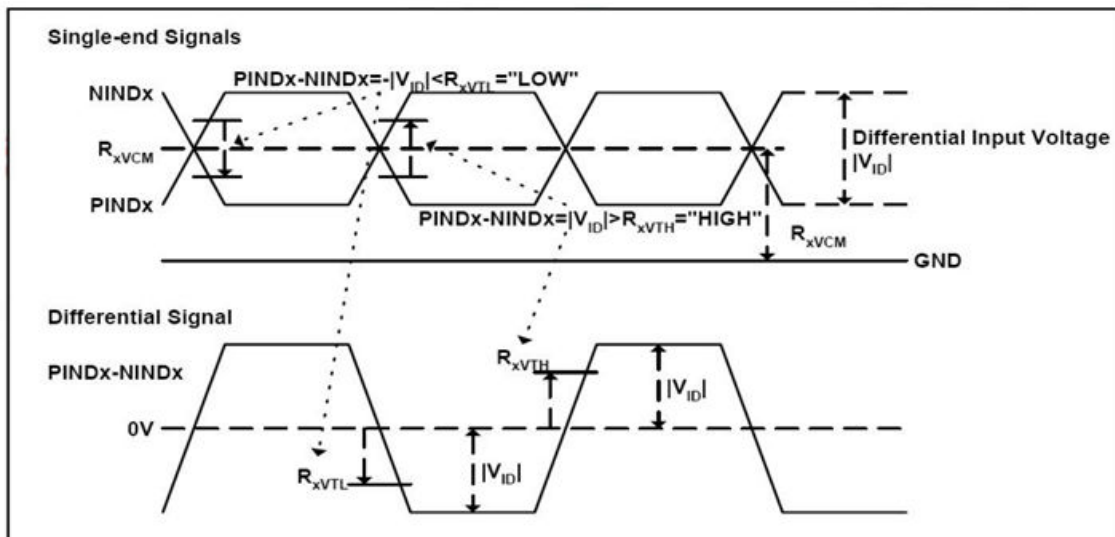 Single-end Signals
PINDx-NINDx=-|VID|<RxVTL="LOW"
NINDx
RxVCM
Differential Input Voltage
|VID|
PINDx
PINDx-NINDx=|VID|>RxVTH="HIGH"
RxVCM
GND
Differential Signal
RxVTH
PINDx-NINDx
|VID|
0V
RxVTL
|VID|